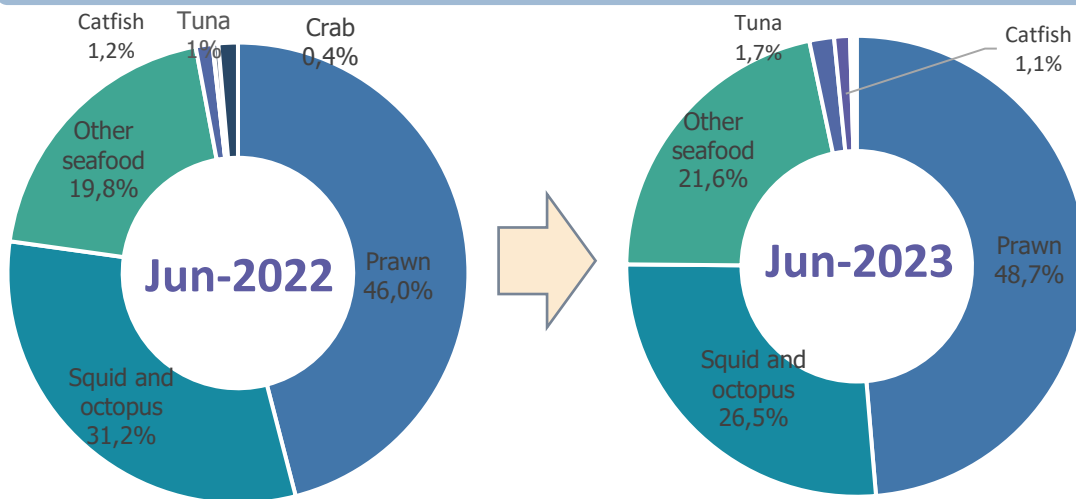 Catfish
1,2%
Tuna
1%
Crab
0,4%
Other
seafood
19,8%
Jun-2022
Prawn
46,0%
Squid and
octopus
31,2%
Tuna
1,7%
Catfish
1,1%
Other
seafood
21,6%
Jun-2023
Prawn
48,7%
Squid and
octopus
26,5%